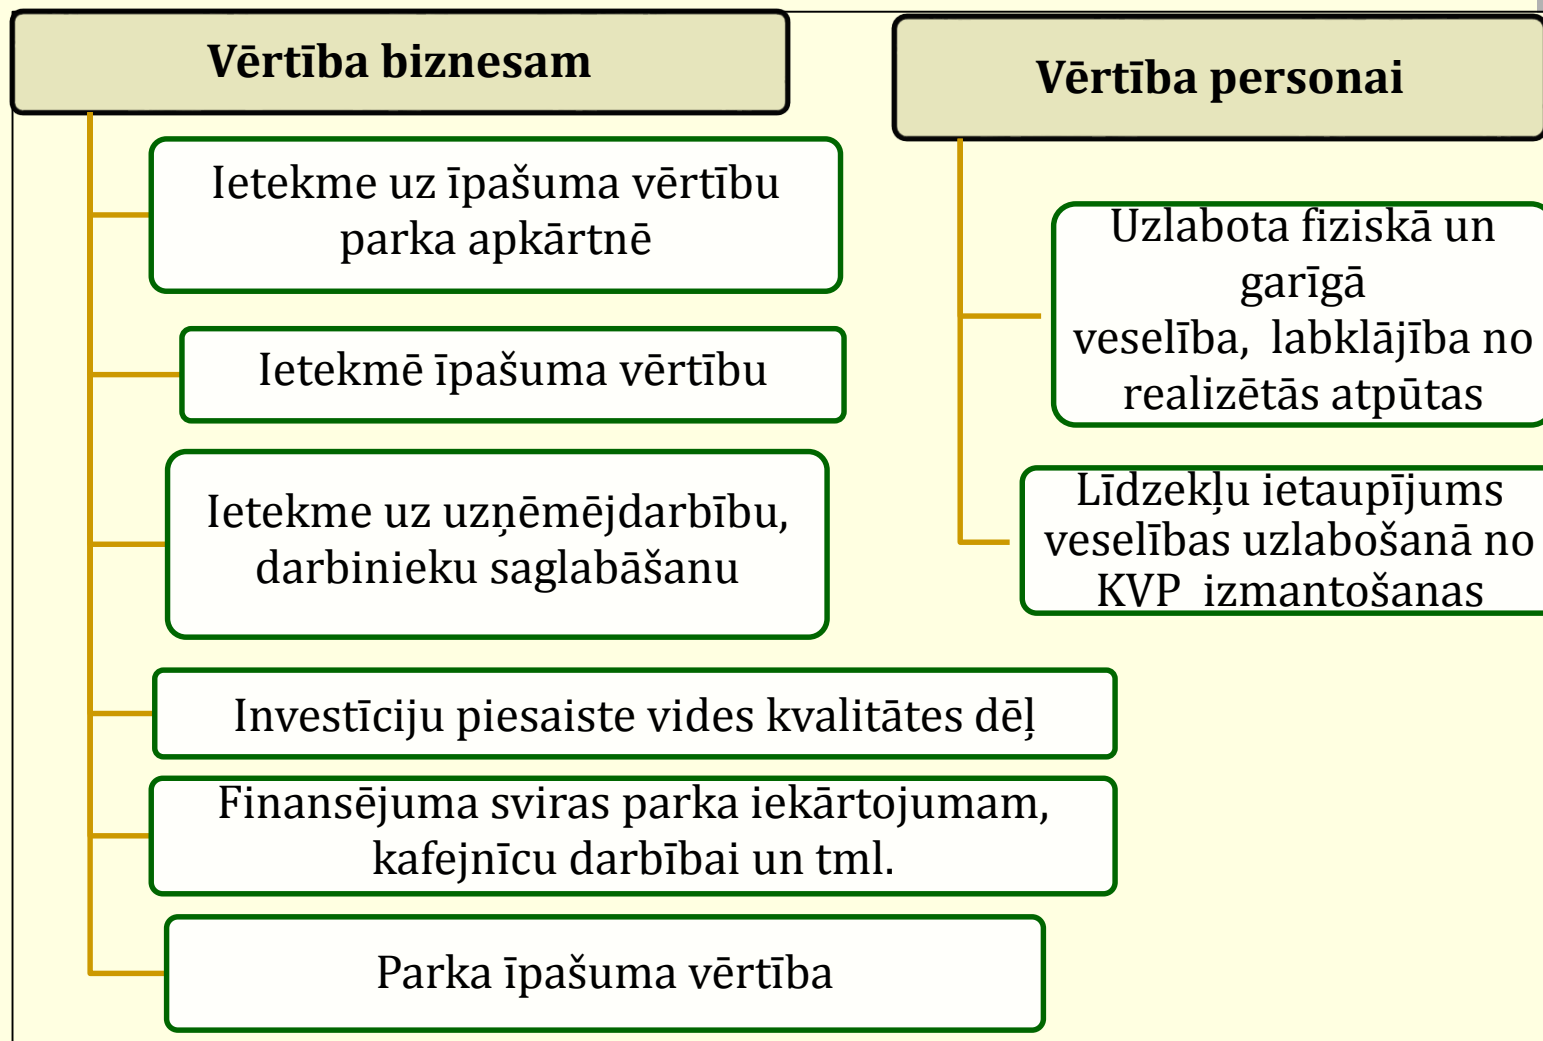 Vērtība biznesam
Ietekme uz īpašuma vērtību
parka apkārtnē
Ietekmē īpašuma vērtību
Ietekme uz uzņēmējdarbību,
darbinieku saglabāšanu
Investīciju piesaiste vides kvalitātes dēļ
Finansējuma sviras parka iekārtojumam,
kafejnīcu darbībai un tml.
Parka īpašuma vērtība
Vērtība personai
Uzlabota fiziskā un
garīgā
veselība, labklājība no
realizētās atpūtas
Līdzekļu ietaupījums
veselības uzlabošanā no
KVP izmantošanas